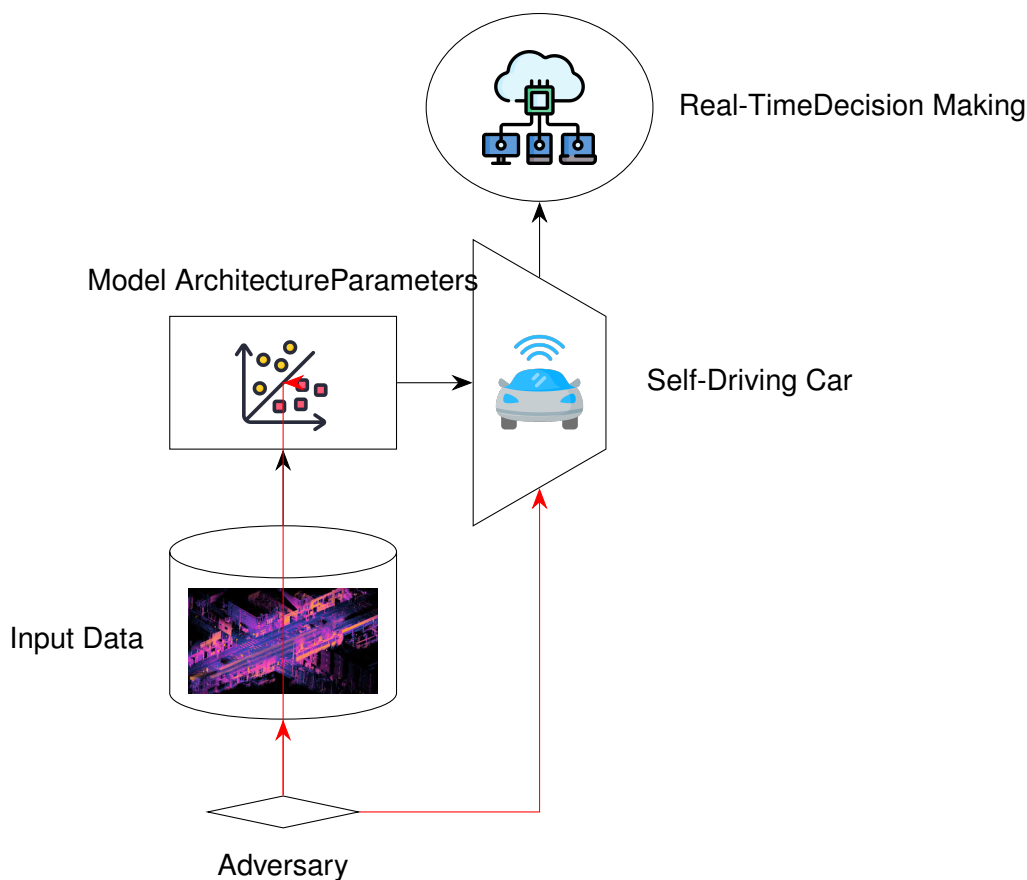 Real-TimeDecision Making
Model ArchitectureParameters
Self-Driving Car
Input Data
Adversary